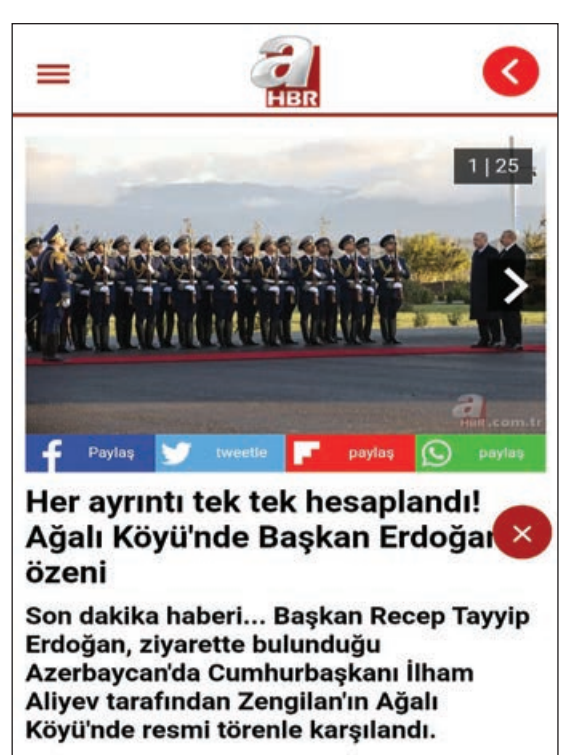 a
HBR
1 | 25
a
HBR.com.tr
Paylaş
tweetle
paylaş
paylaş
Her ayrıntı tek tek hesaplandı!
Ağalı Köyü'nde Başkan Erdoğan
özeni
Son dakika haberi... Başkan Recep Tayyip
Erdoğan, ziyarette bulunduğu
Azerbaycan'da Cumhurbaşkanı İlham
Aliyev tarafından Zengilan'ın Ağalı
Köyü'nde resmi törenle karşılandı.